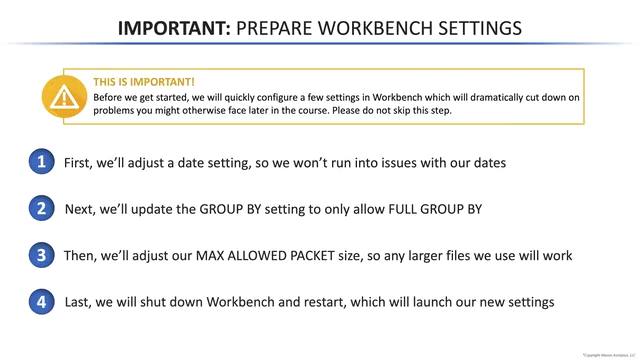 IMPORTANT: PREPARE WORKBENCH SETTINGS
THIS IS IMPORTANT!
Before we get started, we will quickly configure a few settings in Workbench which will dramatically cut down on
problems you might otherwise face later in the course. Please do not skip this step.
1 First, we'll adjust a date setting, so we won't run into issues with our dates
2 Next, we'll update the GROUP BY setting to only allow FULL GROUP BY
3 Then, we'll adjust our MAX ALLOWED PACKET size, so any larger files we use will work
4 Last, we will shut down Workbench and restart, which will launch our new settings
*Copyright Maven Analytics, LLC